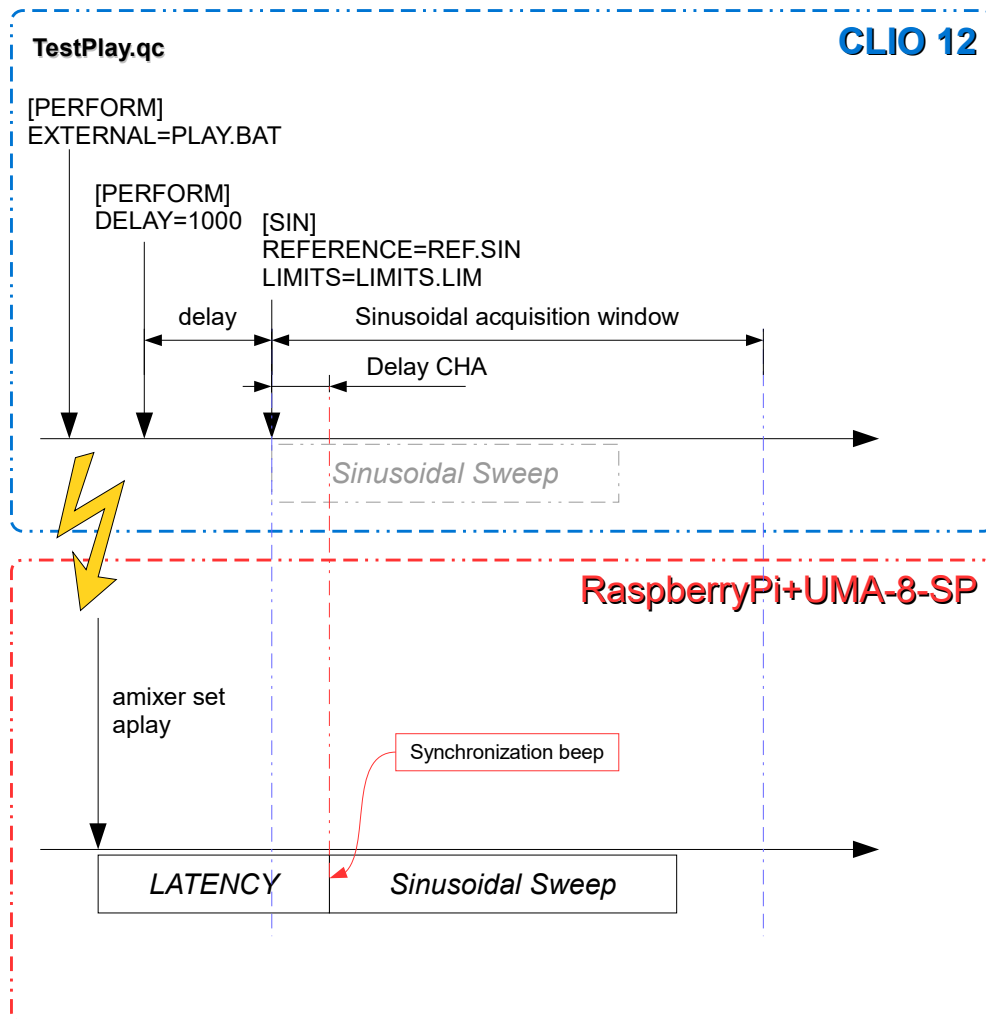 CLIO 12
TestPlay.qc
[PERFORM]
EXTERNAL=PLAY.BAT
[PERFORM]
DELAY=1000
[SIN]
REFERENCE=REF.SIN
LIMITS=LIMITS.LIM
delay
Sinusoidal acquisition window
Delay CHA
Sinusoidal Sweep
RaspberryPi+UMA-8-SP
amixer set
aplay
Synchronization beep
LATENCY
Sinusoidal Sweep